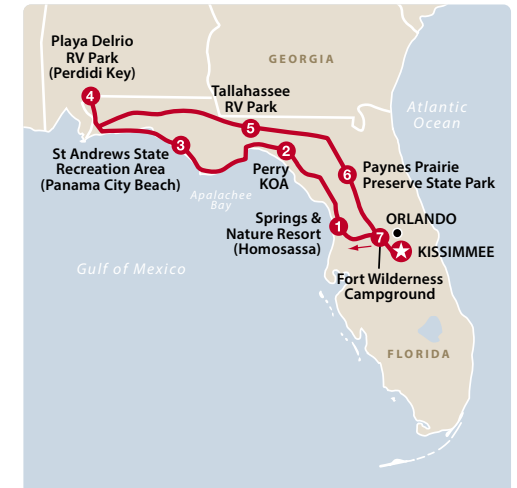 Playa Delrio
RV Park
(Perdidi Key)
4
GEORGIA
Tallahassee
RV Park
5
Atlantic
Ocean
St Andrews State
Recreation Area
(Panama City Beach)
3
2
Perry
KOA
6
Paynes Prairie
Preserve State Park
Apalachee
Bay
Springs &
Nature Resort
(Homosassa)
1
ORLANDO
7
KISSIMMEE
Gulf of Mexico
Fort Wilderness
Campground
FLORIDA